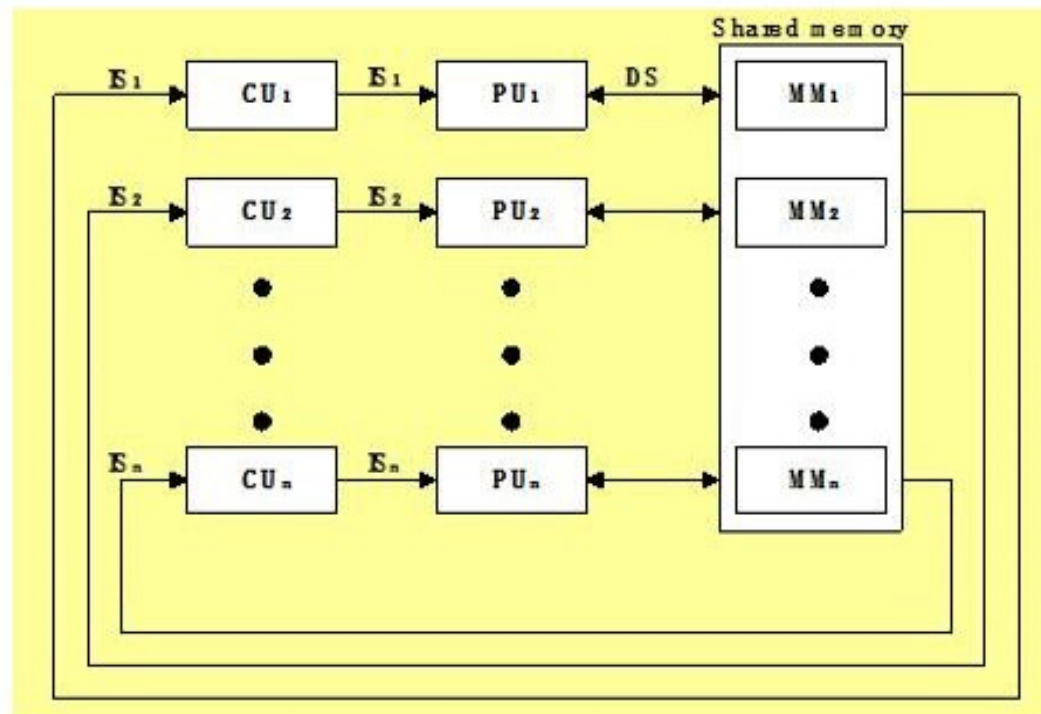 Shared memory
IS₁ CU₁ IS₁ PU₁ DS MM₁
IS₂ CU₂ IS₂ PU₂ MM₂
ISₙ CUₙ ISₙ PUₙ MMₙ